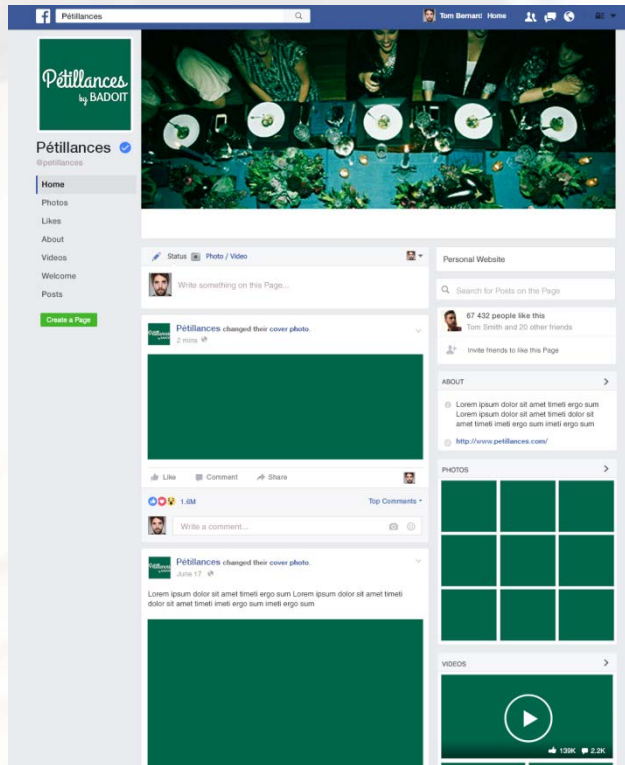 Pétillances
Tom Bernard Home
Pétillances
by BADOIT
Pétillances
@petillances
Home
Photos
Likes
About
Videos
Welcome
Posts
Create a Page
Status Photo / Video
Write something on this Page...
Pétillances changed their cover photo.
2 mins
Like Comment Share
1.6M
Top Comments
Write a comment...
Pétillances changed their cover photo.
June 17
Lorem ipsum dolor sit amet timeti ergo sum Lorem ipsum dolor sit amet timeti
dolor sit amet timeti imeti ergo sum imeti ergo sum
Personal Website
Search for Posts on the Page
67 432 people like this
Tom Smith and 20 other friends
Invite friends to like this Page
ABOUT
Lorem ipsum dolor sit amet timeti ergo sum
Lorem ipsum dolor sit amet timeti dolor sit
amet timeti imeti ergo sum imeti ergo sum
http://www.petillances.com/
PHOTOS
VIDEOS
139K 2.2K